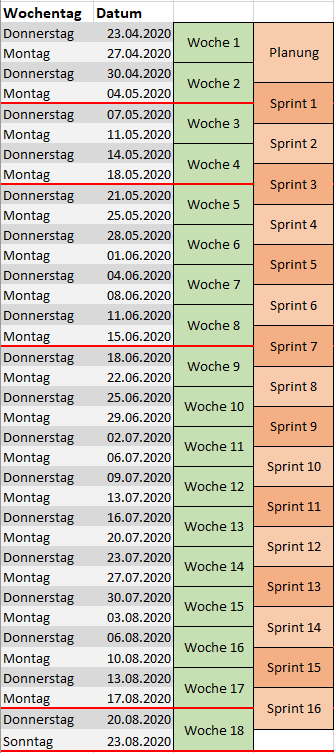 Wochentag Datum
Donnerstag 23.04.2020
Woche 1
Montag 27.04.2020
Planung
Donnerstag 30.04.2020
Woche 2
Montag 04.05.2020
Sprint 1
Donnerstag 07.05.2020
Woche 3
Montag 11.05.2020
Sprint 2
Donnerstag 14.05.2020
Woche 4
Montag 18.05.2020
Sprint 3
Donnerstag 21.05.2020
Woche 5
Montag 25.05.2020
Sprint 4
Donnerstag 28.05.2020
Woche 6
Montag 01.06.2020
Sprint 5
Donnerstag 04.06.2020
Woche 7
Montag 08.06.2020
Sprint 6
Donnerstag 11.06.2020
Woche 8
Montag 15.06.2020
Sprint 7
Donnerstag 18.06.2020
Woche 9
Montag 22.06.2020
Sprint 8
Donnerstag 25.06.2020
Woche 10
Montag 29.06.2020
Sprint 9
Donnerstag 02.07.2020
Woche 11
Montag 06.07.2020
Sprint 10
Donnerstag 09.07.2020
Woche 12
Montag 13.07.2020
Sprint 11
Donnerstag 16.07.2020
Woche 13
Montag 20.07.2020
Sprint 12
Donnerstag 23.07.2020
Woche 14
Montag 27.07.2020
Sprint 13
Donnerstag 30.07.2020
Woche 15
Montag 03.08.2020
Sprint 14
Donnerstag 06.08.2020
Woche 16
Montag 10.08.2020
Sprint 15
Donnerstag 13.08.2020
Woche 17
Montag 17.08.2020
Sprint 16
Donnerstag 20.08.2020
Woche 18
Sonntag 23.08.2020